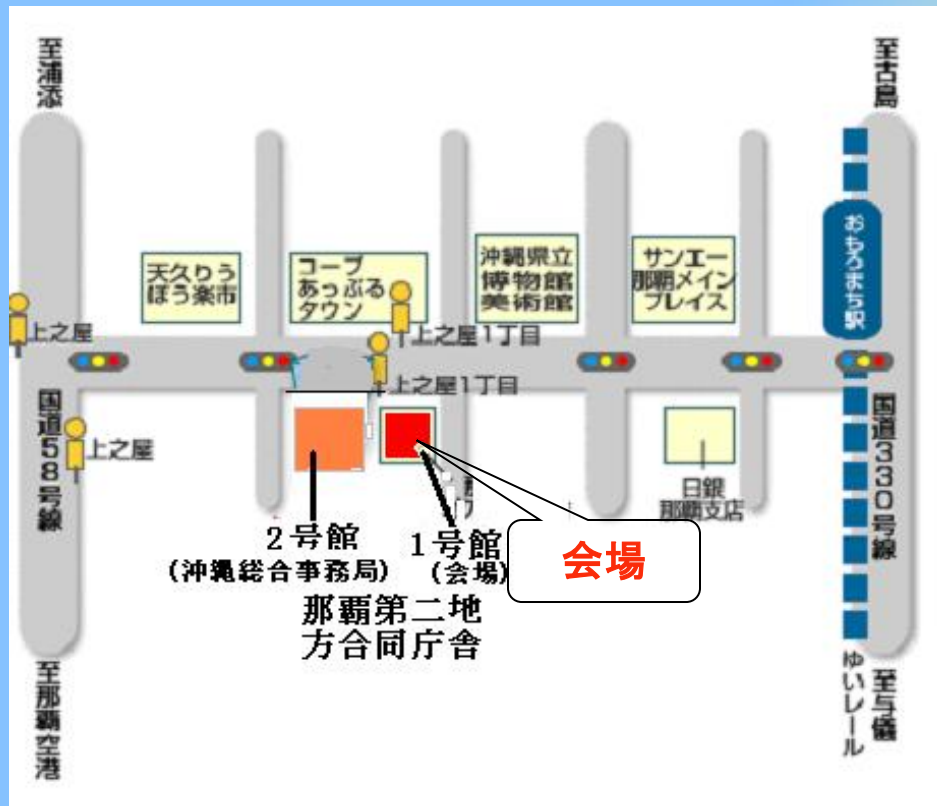 至浦添
至古島
おもろまち駅
天久りう
ぼう楽市
コープ
あっぷる
タウン
沖縄県立
博物館
美術館
サンエー
那覇メイン
プレイス
上之屋
上之屋1丁目
上之屋1丁目
上之屋
国道58号線
国道330号線
日銀
那覇支店
2号館
(沖縄総合事務局)
1号館
(会場)
会場
那覇第二地
方合同庁舎
至那覇空港
ゆいレール
至与儀